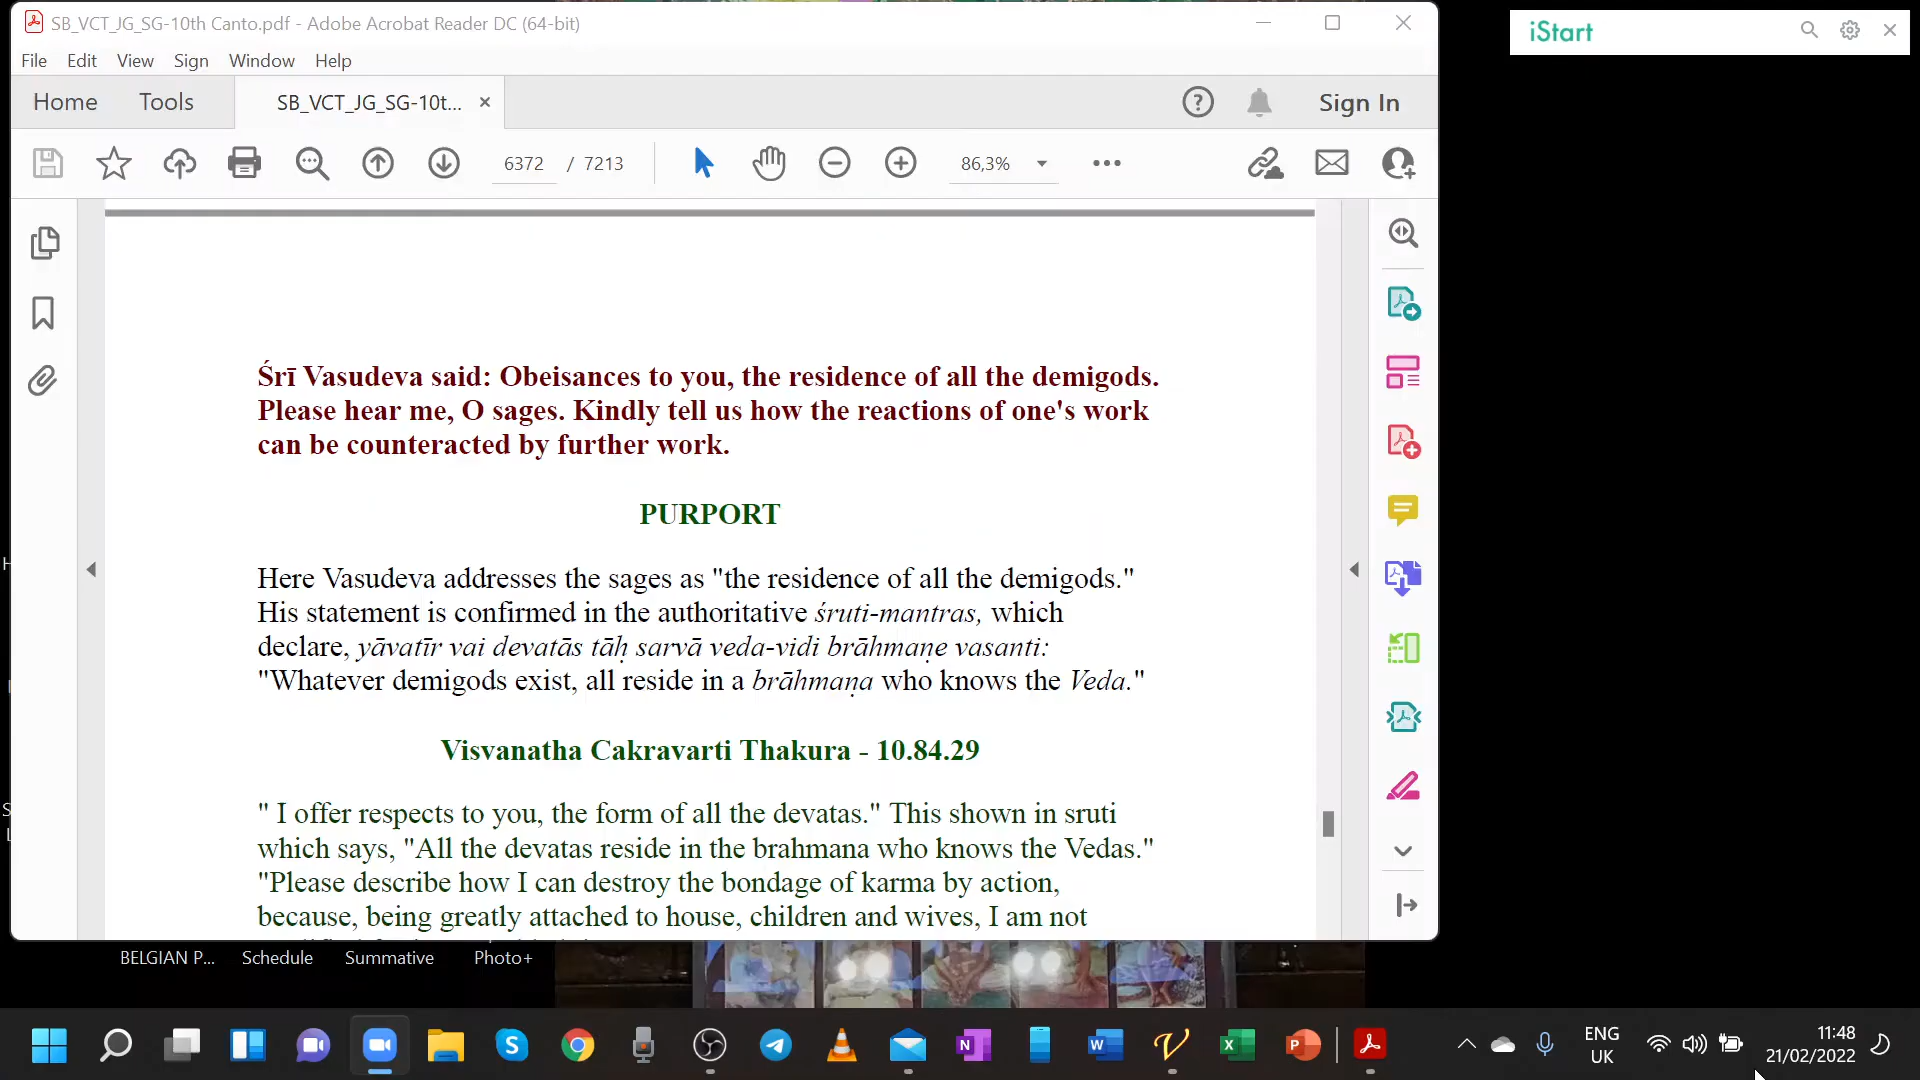 SB_VCT_JG_SG-10th Canto.pdf - Adobe Acrobat Reader DC (64-bit)
iStart
File Edit View Sign Window Help
Home Tools SB_VCT_JG_SG-10t... Sign In
6372 / 7213 86,3%
Śrī Vasudeva said: Obeisances to you, the residence of all the demigods.
Please hear me, O sages. Kindly tell us how the reactions of one's work
can be counteracted by further work.
PURPORT
Here Vasudeva addresses the sages as "the residence of all the demigods."
His statement is confirmed in the authoritative śruti-mantras, which
declare, yāvatīr vai devatās tāḥ sarvā veda-vidi brāhmaṇe vasanti:
"Whatever demigods exist, all reside in a brāhmaṇa who knows the Veda."
Visvanatha Cakravarti Thakura - 10.84.29
" I offer respects to you, the form of all the devatas." This shown in sruti
which says, "All the devatas reside in the brahmana who knows the Vedas."
"Please describe how I can destroy the bondage of karma by action,
because, being greatly attached to house, children and wives, I am not
BELGIAN P... Schedule Summative Photo+
ENG 11:48
UK 21/02/2022